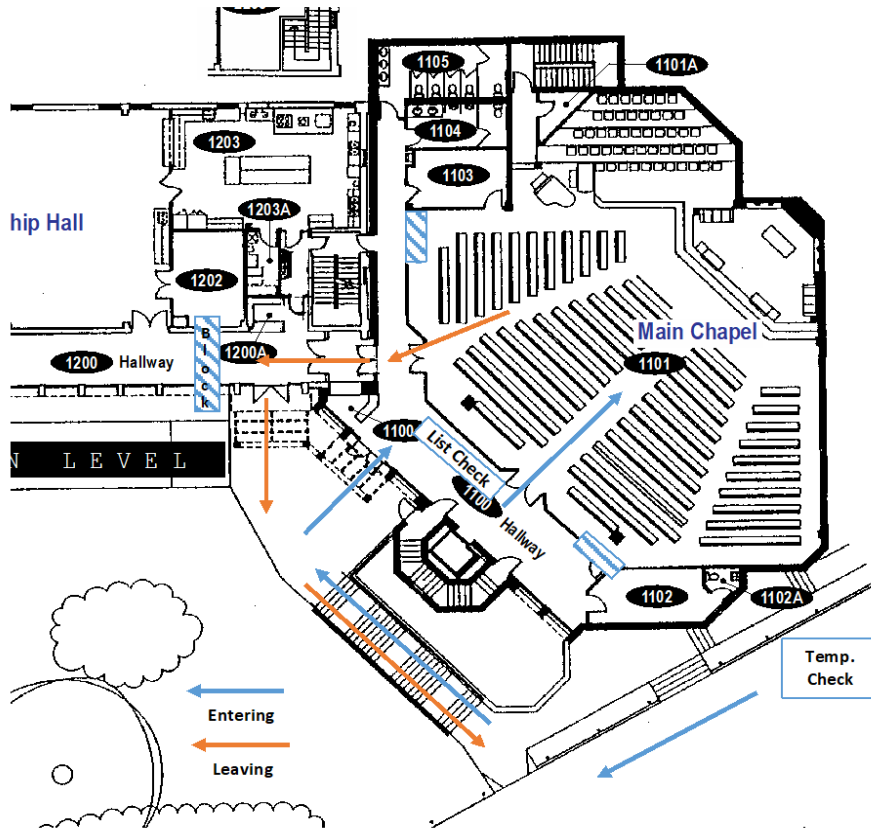 1105
1101A
1104
1203
1103
1203A
hip Hall
1202
Main Chapel
1101
Block
1200 Hallway
1200A
1100
List Check
N LEVEL
1100
Hallway
1102
1102A
Temp.
Check
Entering
Leaving